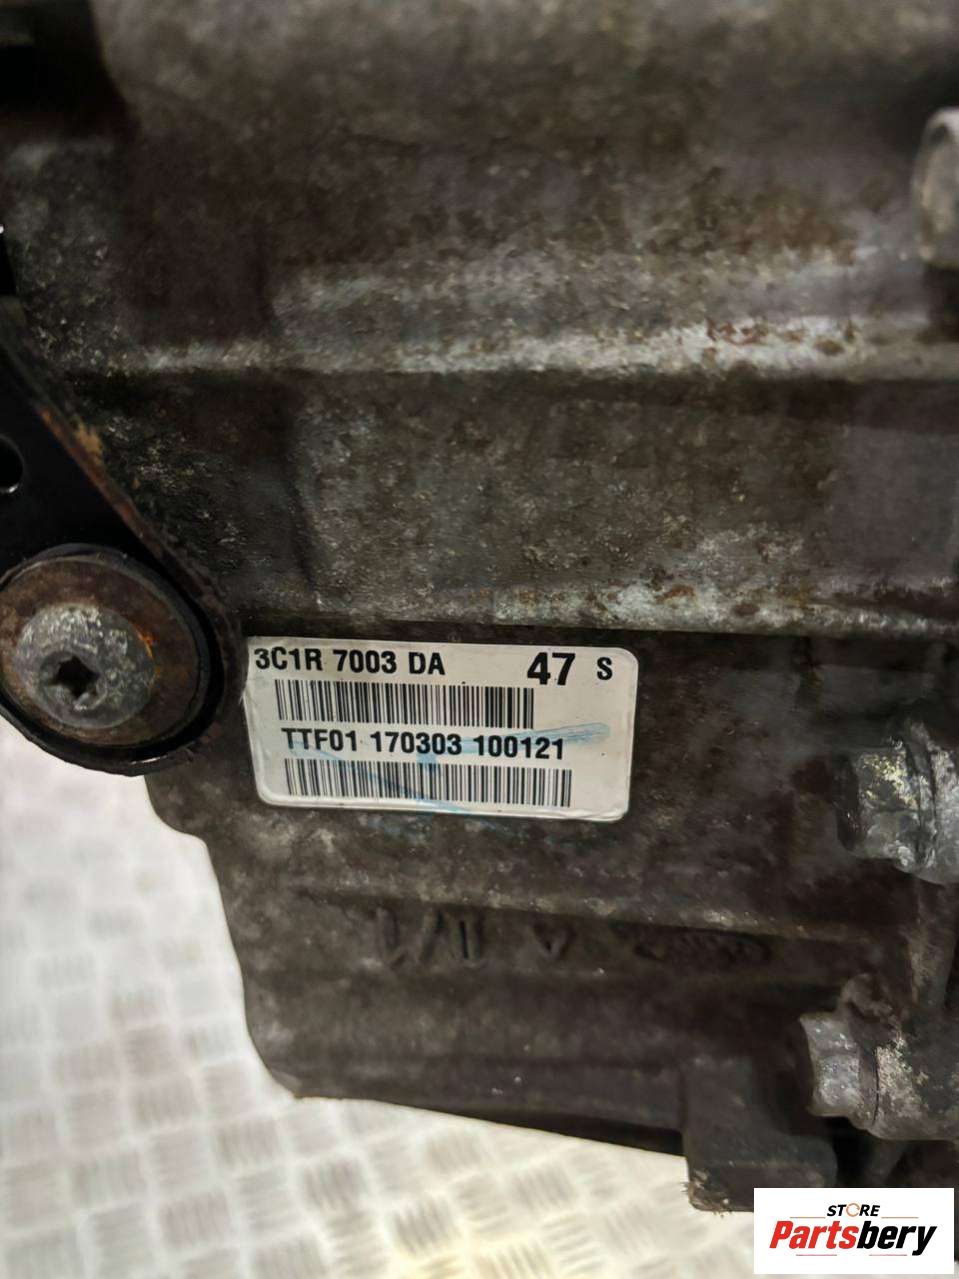 3C1R 7003 DA 47 S
TTF01 170303 100121
STORE
Partsbery